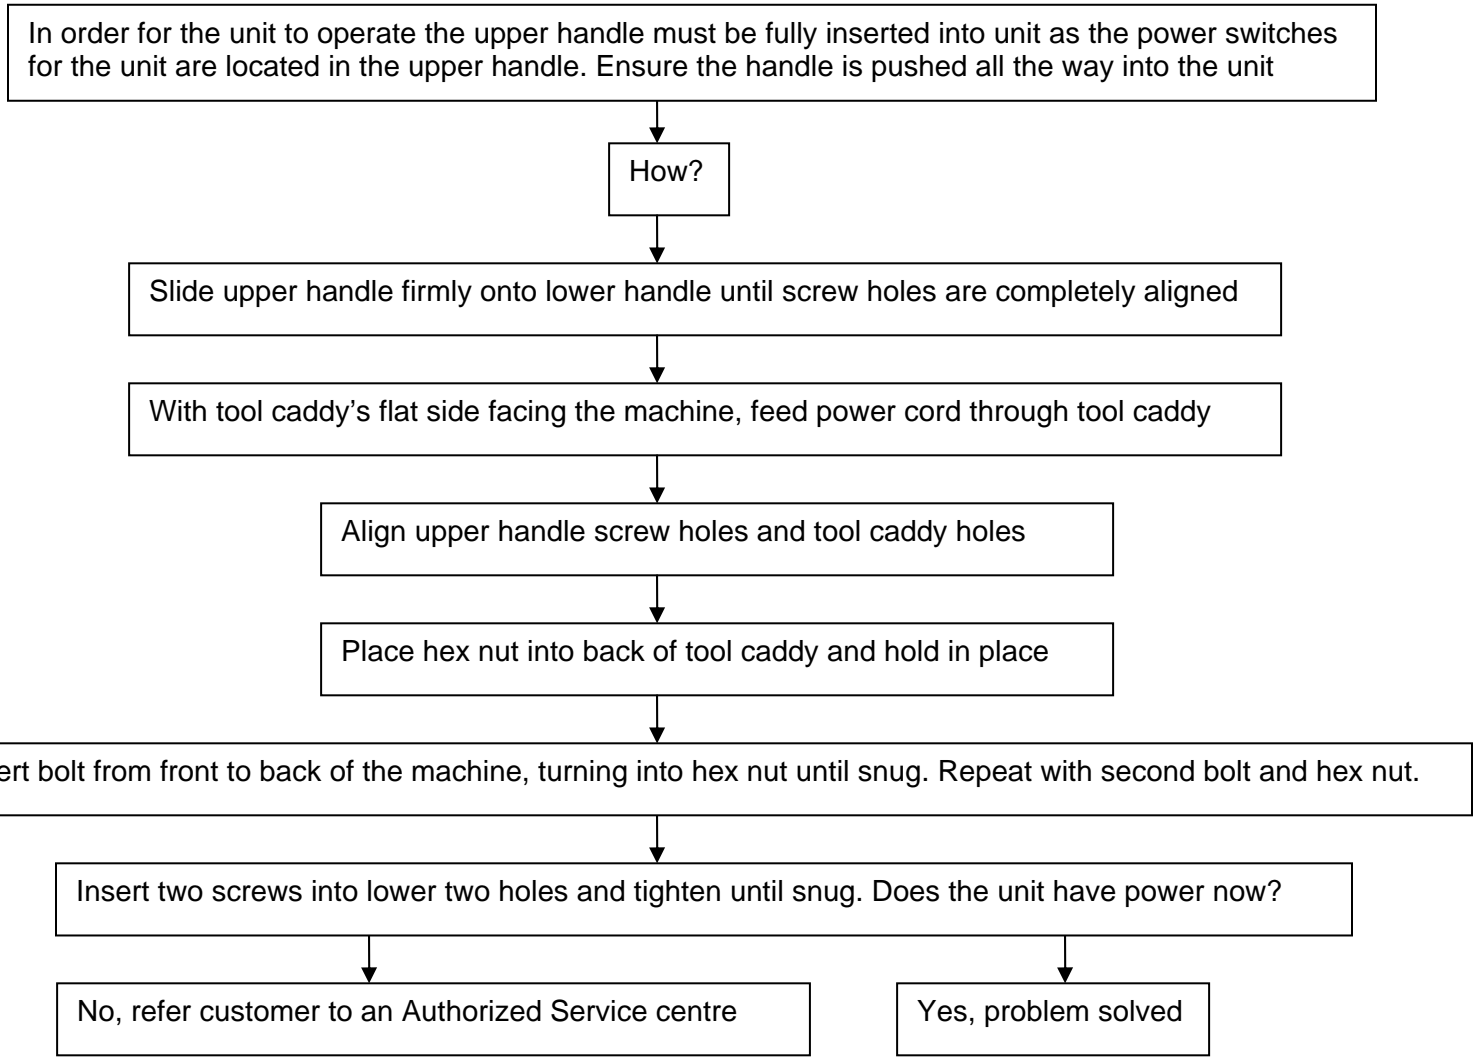 In order for the unit to operate the upper handle must be fully inserted into unit as the power switches
for the unit are located in the upper handle. Ensure the handle is pushed all the way into the unit
How?
Slide upper handle firmly onto lower handle until screw holes are completely aligned
With tool caddy’s flat side facing the machine, feed power cord through tool caddy
Align upper handle screw holes and tool caddy holes
Place hex nut into back of tool caddy and hold in place
ert bolt from front to back of the machine, turning into hex nut until snug. Repeat with second bolt and hex nut.
Insert two screws into lower two holes and tighten until snug. Does the unit have power now?
No, refer customer to an Authorized Service centre
Yes, problem solved